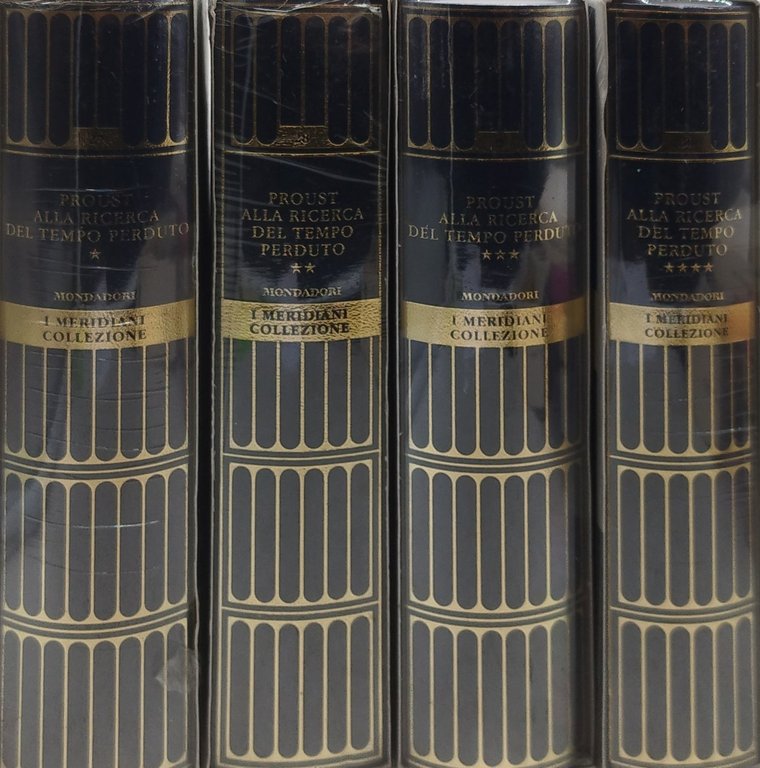 PROUST
ALLA RICERCA
DEL TEMPO PERDUTO
★
MONDADORI
I MERIDIANI
COLLEZIONE
PROUST
ALLA RICERCA
DEL TEMPO
PERDUTO
★★
MONDADORI
I MERIDIANI
COLLEZIONE
PROUST
ALLA RICERCA
DEL TEMPO PERDUTO
★★★
MONDADORI
I MERIDIANI
COLLEZIONE
PROUST
ALLA RICERCA
DEL TEMPO
PERDUTO
★★★★
MONDADORI
I MERIDIANI
COLLEZIONE